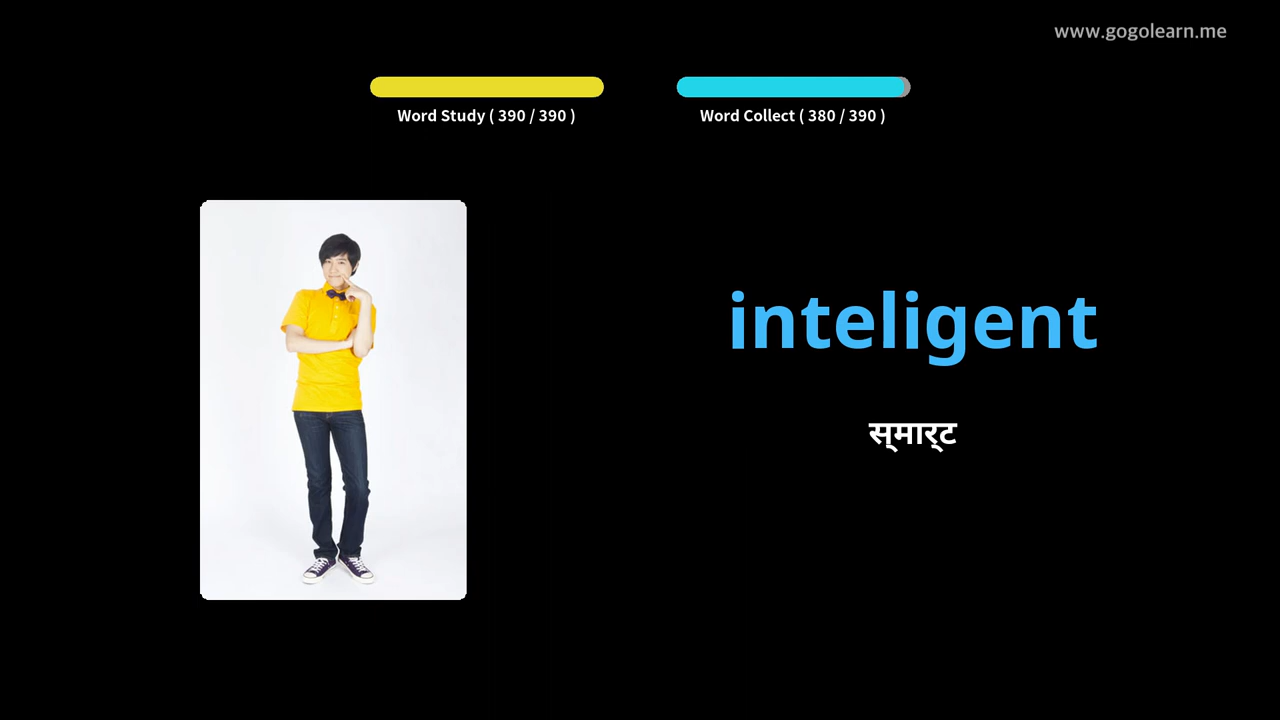 www.gogolearn.me
Word Study ( 390 / 390 )
Word Collect ( 380 / 390 )
inteligent
स्मार्ट